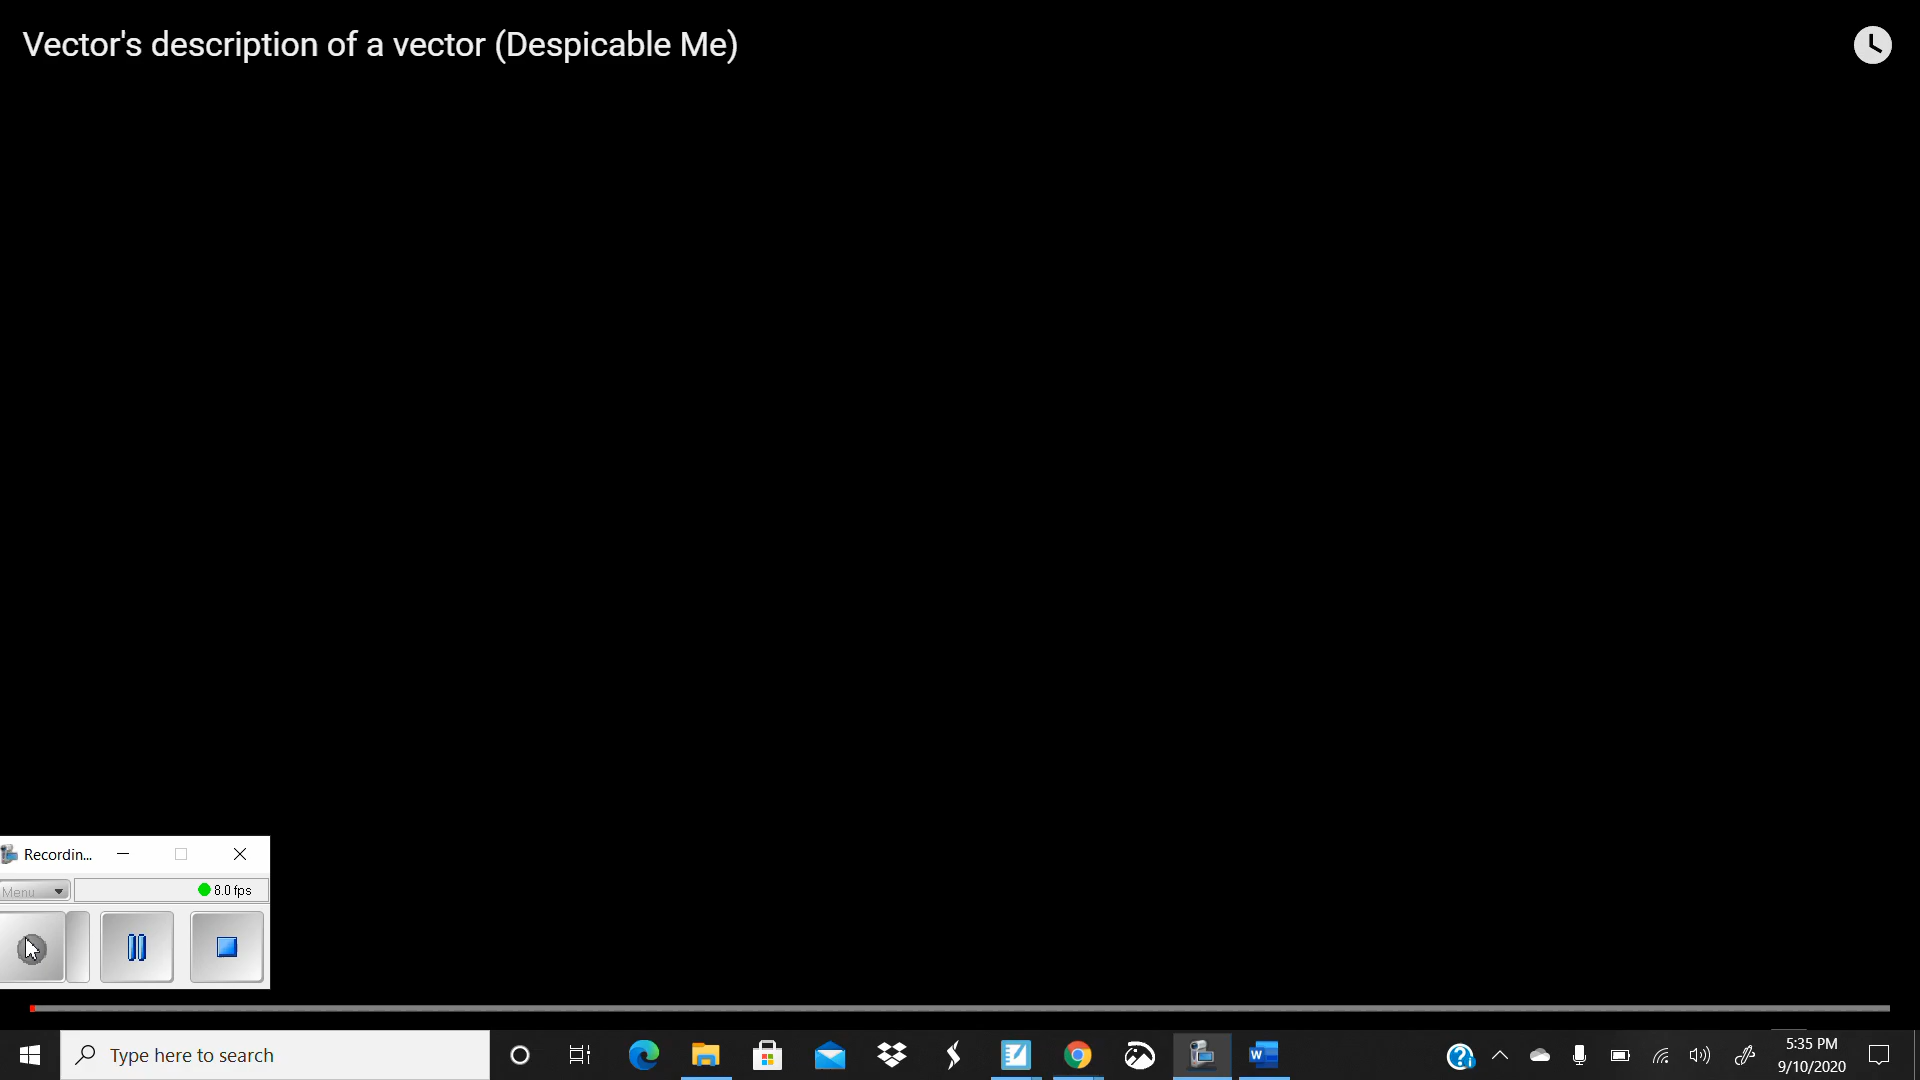 Vector's description of a vector (Despicable Me)
Recordin...
Menu
8.0 fps
Type here to search
5:35 PM
9/10/2020